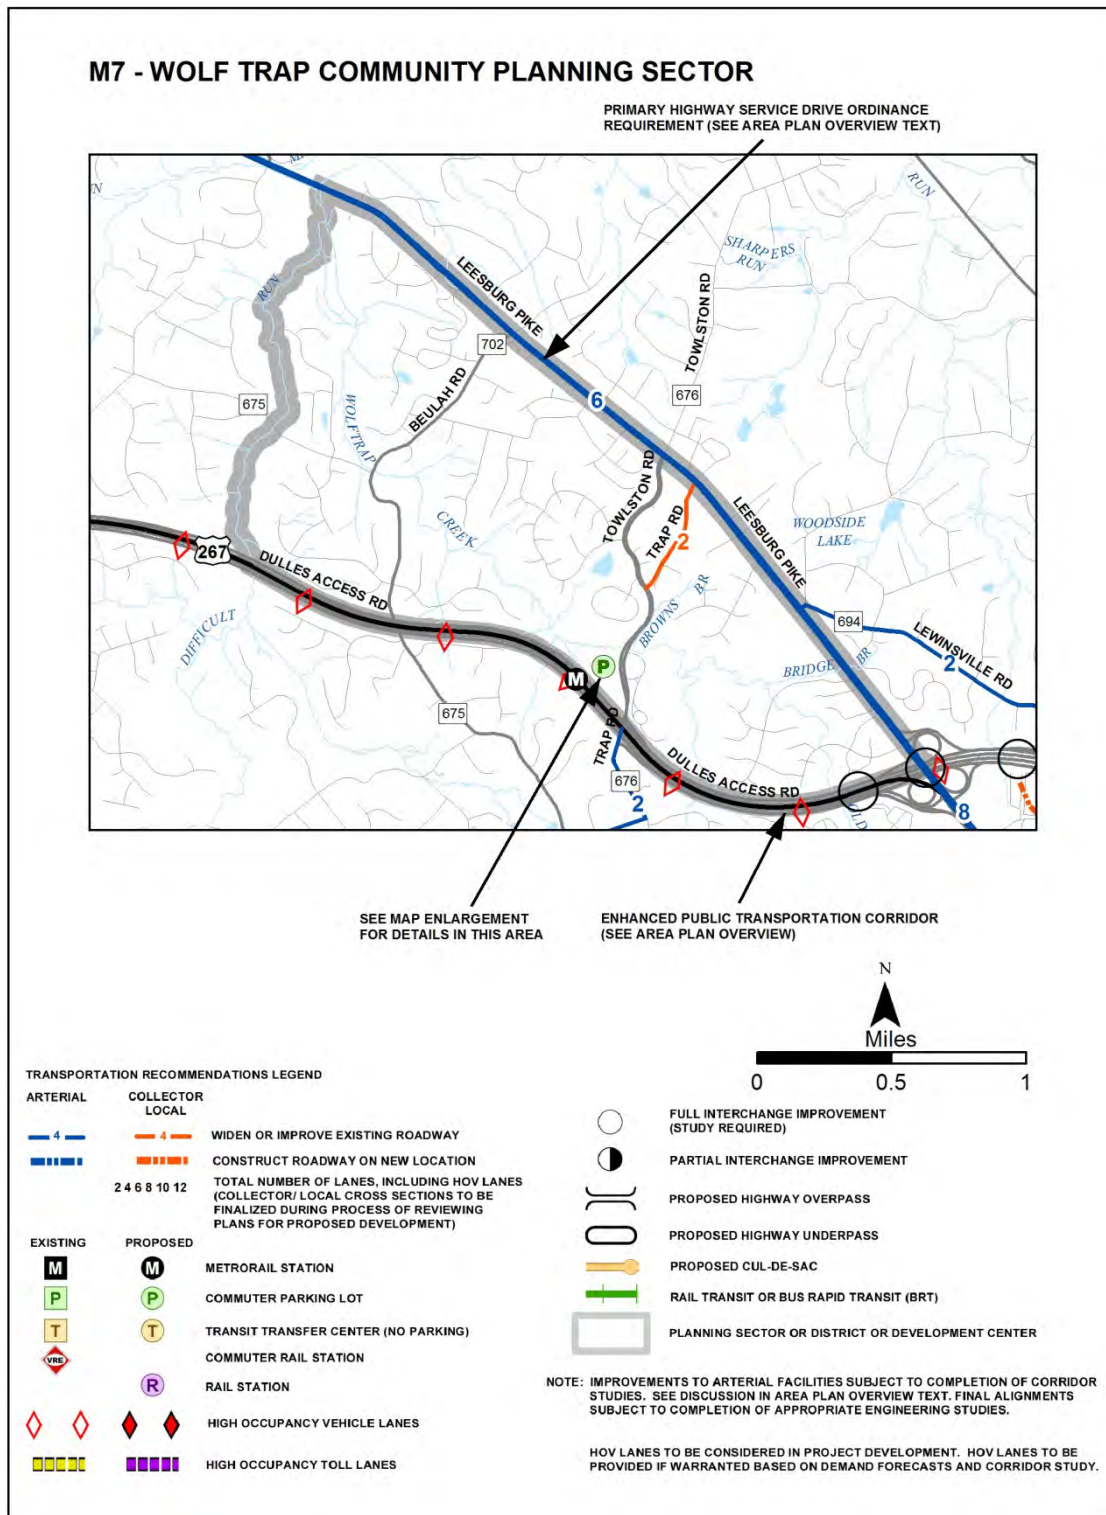 M7 - WOLF TRAP COMMUNITY PLANNING SECTOR
PRIMARY HIGHWAY SERVICE DRIVE ORDINANCE
REQUIREMENT (SEE AREA PLAN OVERVIEW TEXT)
RUN
SHARPERS
RUN
LEESBURG PIKE
TOWLSTON RD
RUN
702
676
675
BEULAH RD
6
WOLFTRAP
CREEK
TOWLSTON RD
TRAP RD
2
LEESBURG PIKE
WOODSIDE
LAKE
267
DULLES ACCESS RD
BROWNS BR
694
LEWINSVILLE RD
2
DIFFICULT
BRIDGE BR
P
M
675
TRAP RD
676
2
DULLES ACCESS RD
OLD
8
SEE MAP ENLARGEMENT
FOR DETAILS IN THIS AREA
ENHANCED PUBLIC TRANSPORTATION CORRIDOR
(SEE AREA PLAN OVERVIEW)
N
Miles
0 0.5 1
TRANSPORTATION RECOMMENDATIONS LEGEND
ARTERIAL COLLECTOR
LOCAL
4 4 WIDEN OR IMPROVE EXISTING ROADWAY
CONSTRUCT ROADWAY ON NEW LOCATION
2 4 6 8 10 12 TOTAL NUMBER OF LANES, INCLUDING HOV LANES
(COLLECTOR/ LOCAL CROSS SECTIONS TO BE
FINALIZED DURING PROCESS OF REVIEWING
PLANS FOR PROPOSED DEVELOPMENT)
EXISTING PROPOSED
M M METRORAIL STATION
P P COMMUTER PARKING LOT
T T TRANSIT TRANSFER CENTER (NO PARKING)
VRE COMMUTER RAIL STATION
R RAIL STATION
HIGH OCCUPANCY VEHICLE LANES
HIGH OCCUPANCY TOLL LANES
FULL INTERCHANGE IMPROVEMENT
(STUDY REQUIRED)
PARTIAL INTERCHANGE IMPROVEMENT
PROPOSED HIGHWAY OVERPASS
PROPOSED HIGHWAY UNDERPASS
PROPOSED CUL-DE-SAC
RAIL TRANSIT OR BUS RAPID TRANSIT (BRT)
PLANNING SECTOR OR DISTRICT OR DEVELOPMENT CENTER
NOTE: IMPROVEMENTS TO ARTERIAL FACILITIES SUBJECT TO COMPLETION OF CORRIDOR
STUDIES. SEE DISCUSSION IN AREA PLAN OVERVIEW TEXT. FINAL ALIGNMENTS
SUBJECT TO COMPLETION OF APPROPRIATE ENGINEERING STUDIES.
HOV LANES TO BE CONSIDERED IN PROJECT DEVELOPMENT. HOV LANES TO BE
PROVIDED IF WARRANTED BASED ON DEMAND FORECASTS AND CORRIDOR STUDY.